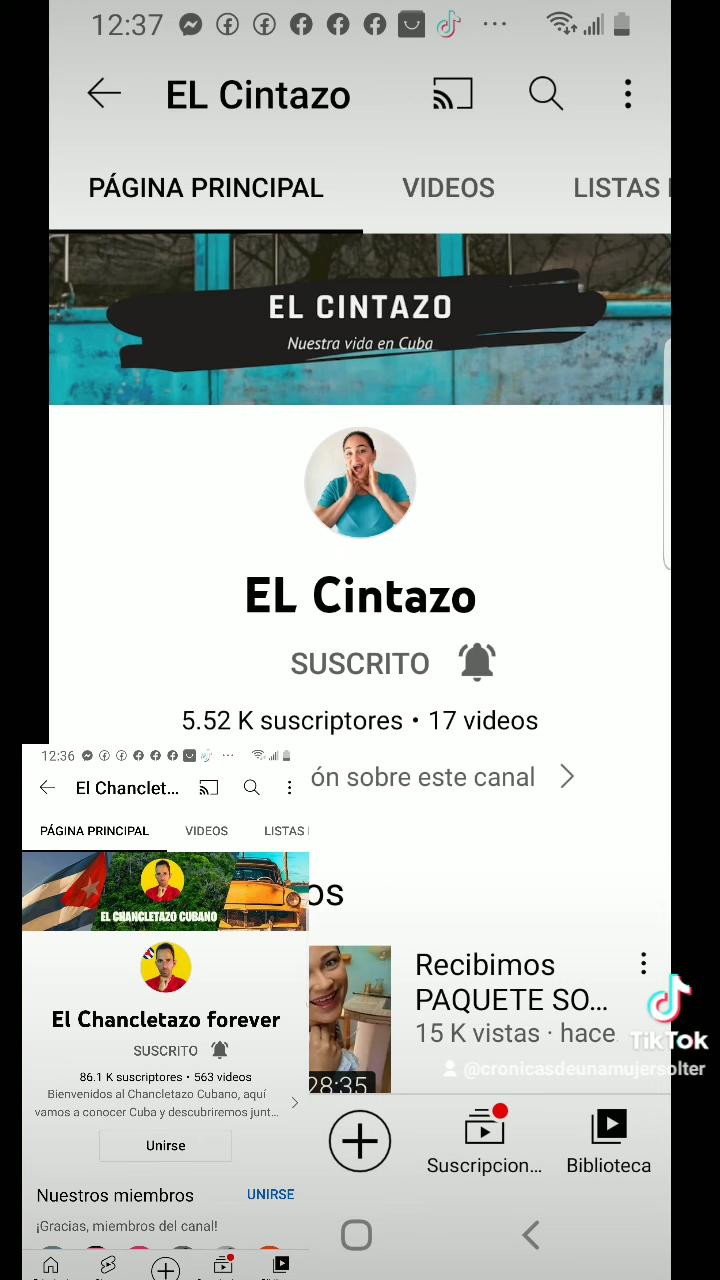 12:37
EL Cintazo
PÁGINA PRINCIPAL VIDEOS LISTAS
EL CINTAZO
Nuestra vida en Cuba
EL Cintazo
SUSCRITO
5.52 K suscriptores • 17 videos
ón sobre este canal
os
Recibimos
PAQUETE SO...
15 K vistas · hace
28:35
Suscripcion... Biblioteca
12:36
El Chanclet...
PÁGINA PRINCIPAL VIDEOS LISTAS
EL CHANCLETAZO CUBANO
El Chancletazo forever
SUSCRITO
86.1 K suscriptores • 563 videos
Bienvenidos al Chancletazo Cubano, aquí
vamos a conocer Cuba y descubriremos junt...
Unirse
Nuestros miembros UNIRSE
¡Gracias, miembros del canal!
TikTok
@cronicasdeunamujersolter